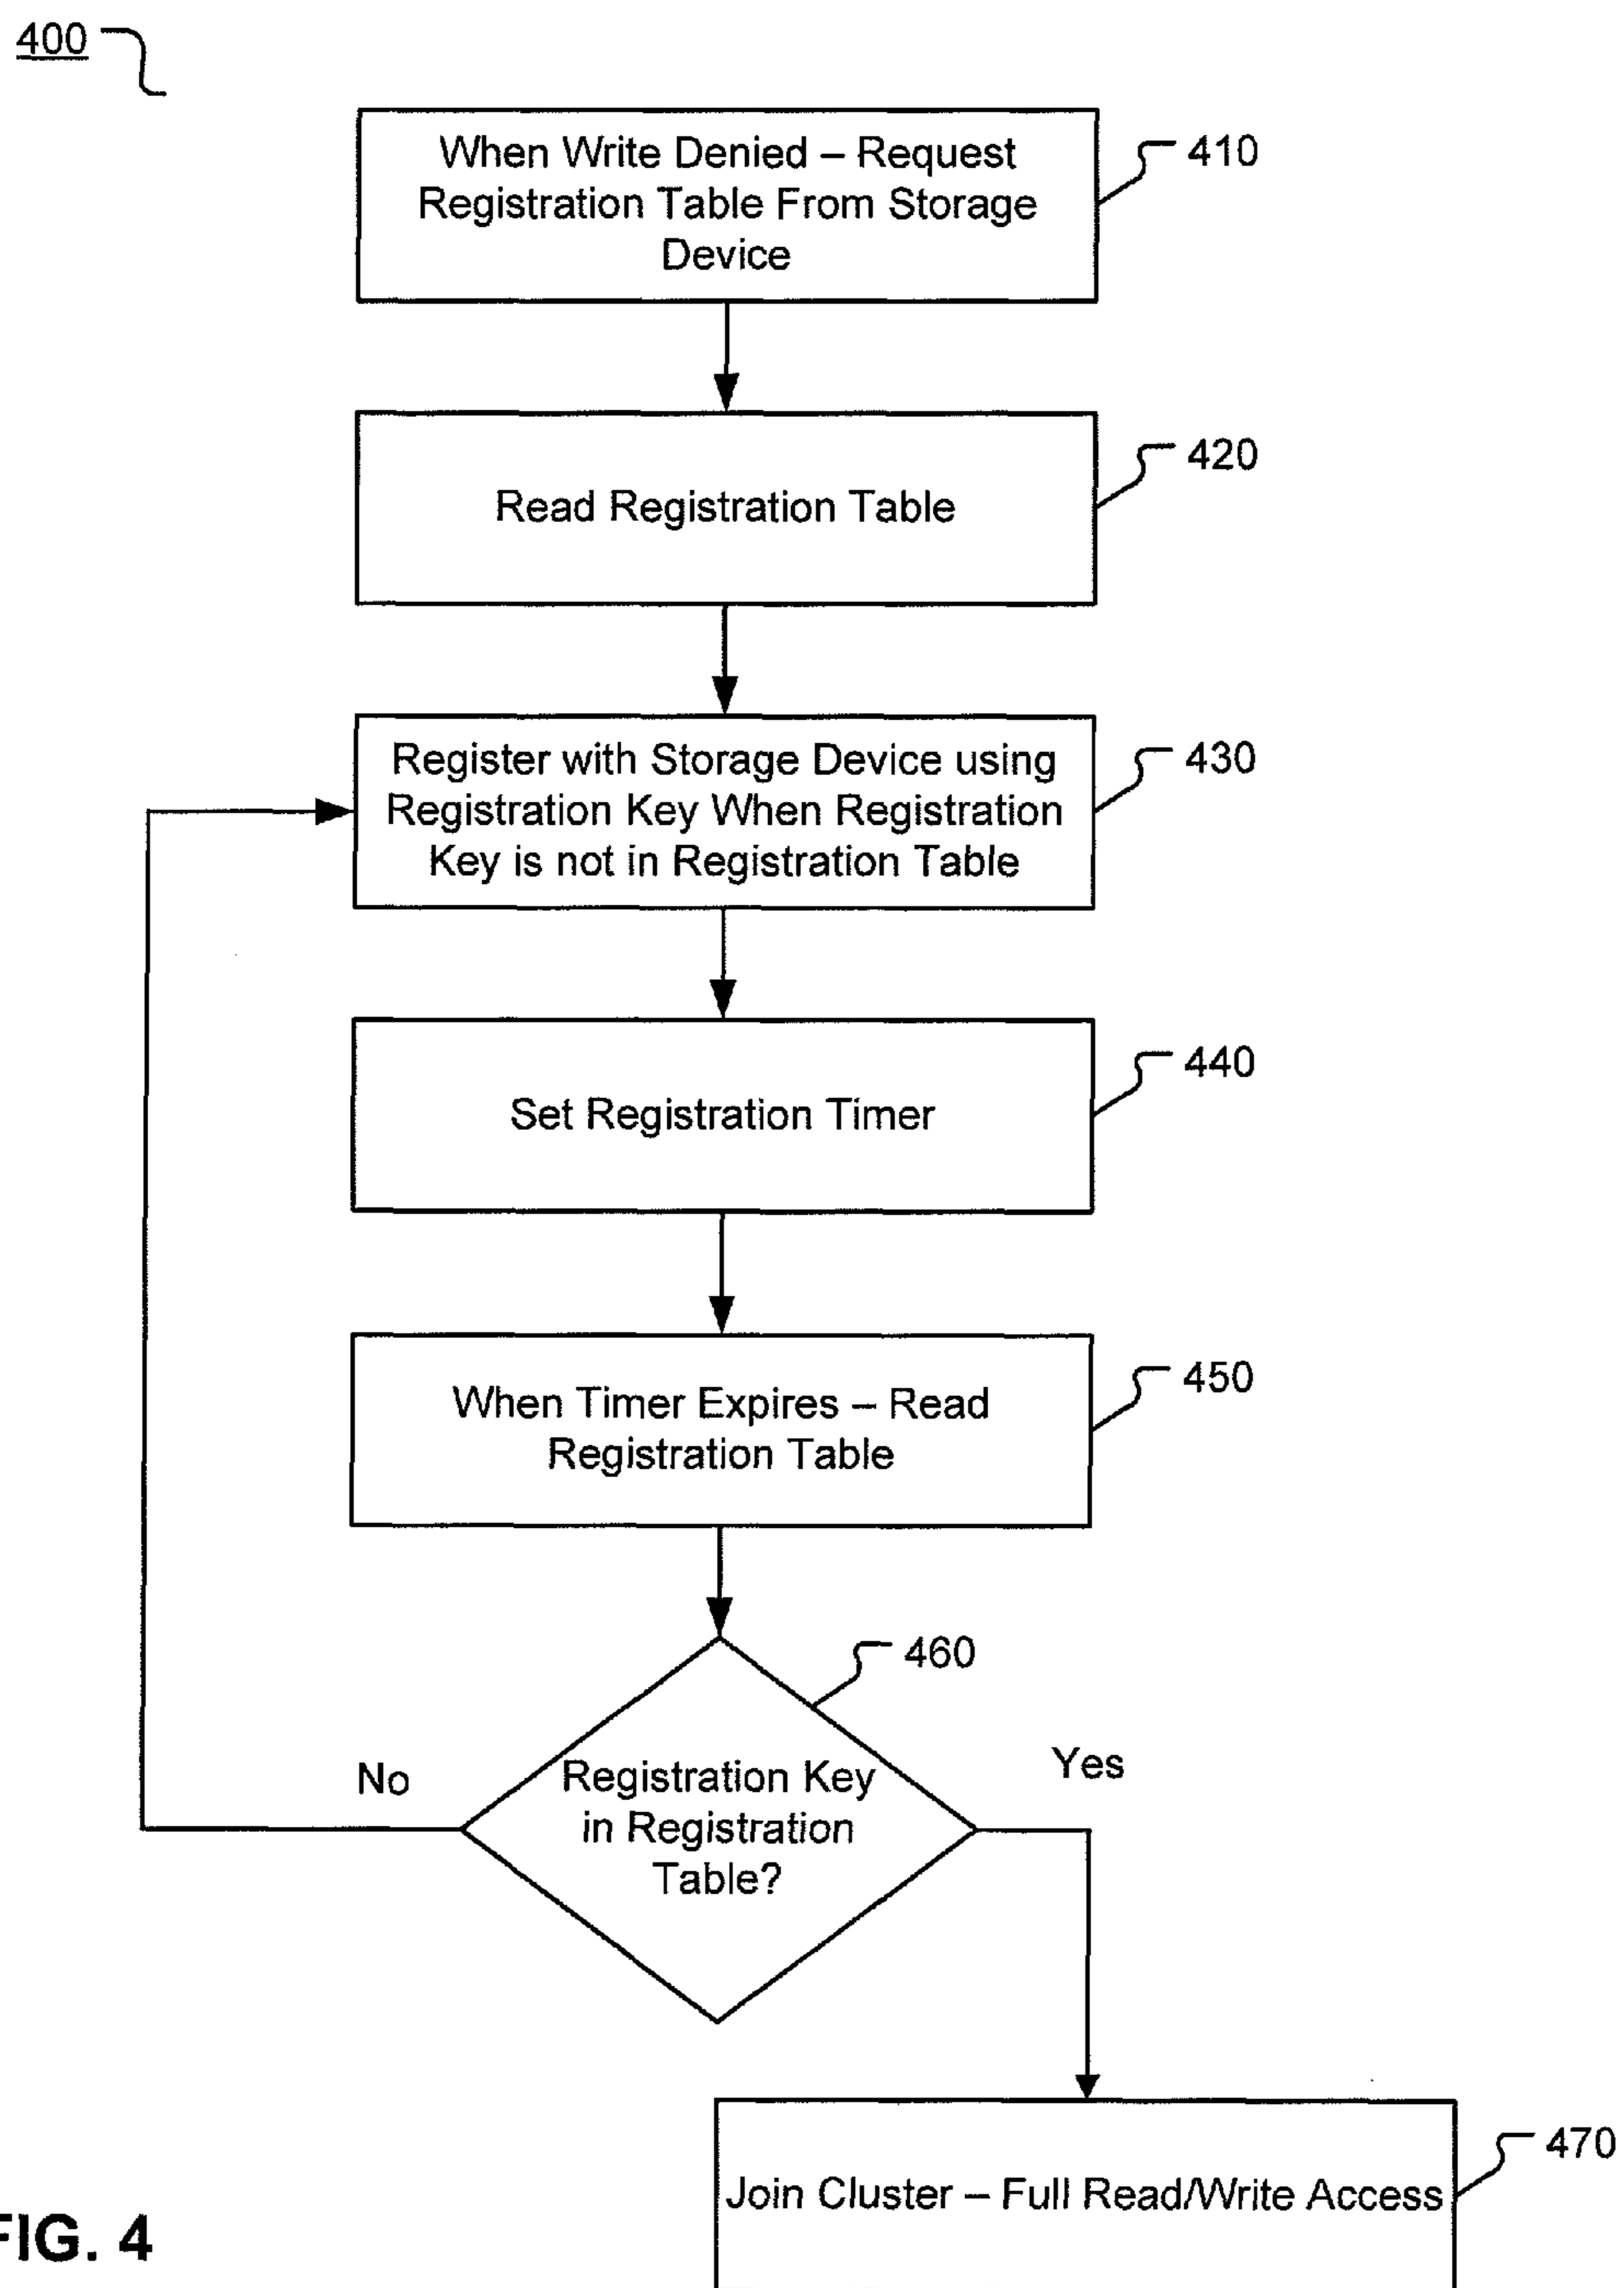 400
When Write Denied – Request
Registration Table From Storage
Device
410
Read Registration Table
420
Register with Storage Device using
Registration Key When Registration
Key is not in Registration Table
430
Set Registration Timer
440
When Timer Expires – Read
Registration Table
450
460
Registration Key
in Registration
Table?
No
Yes
Join Cluster – Full Read/Write Access
470
FIG. 4